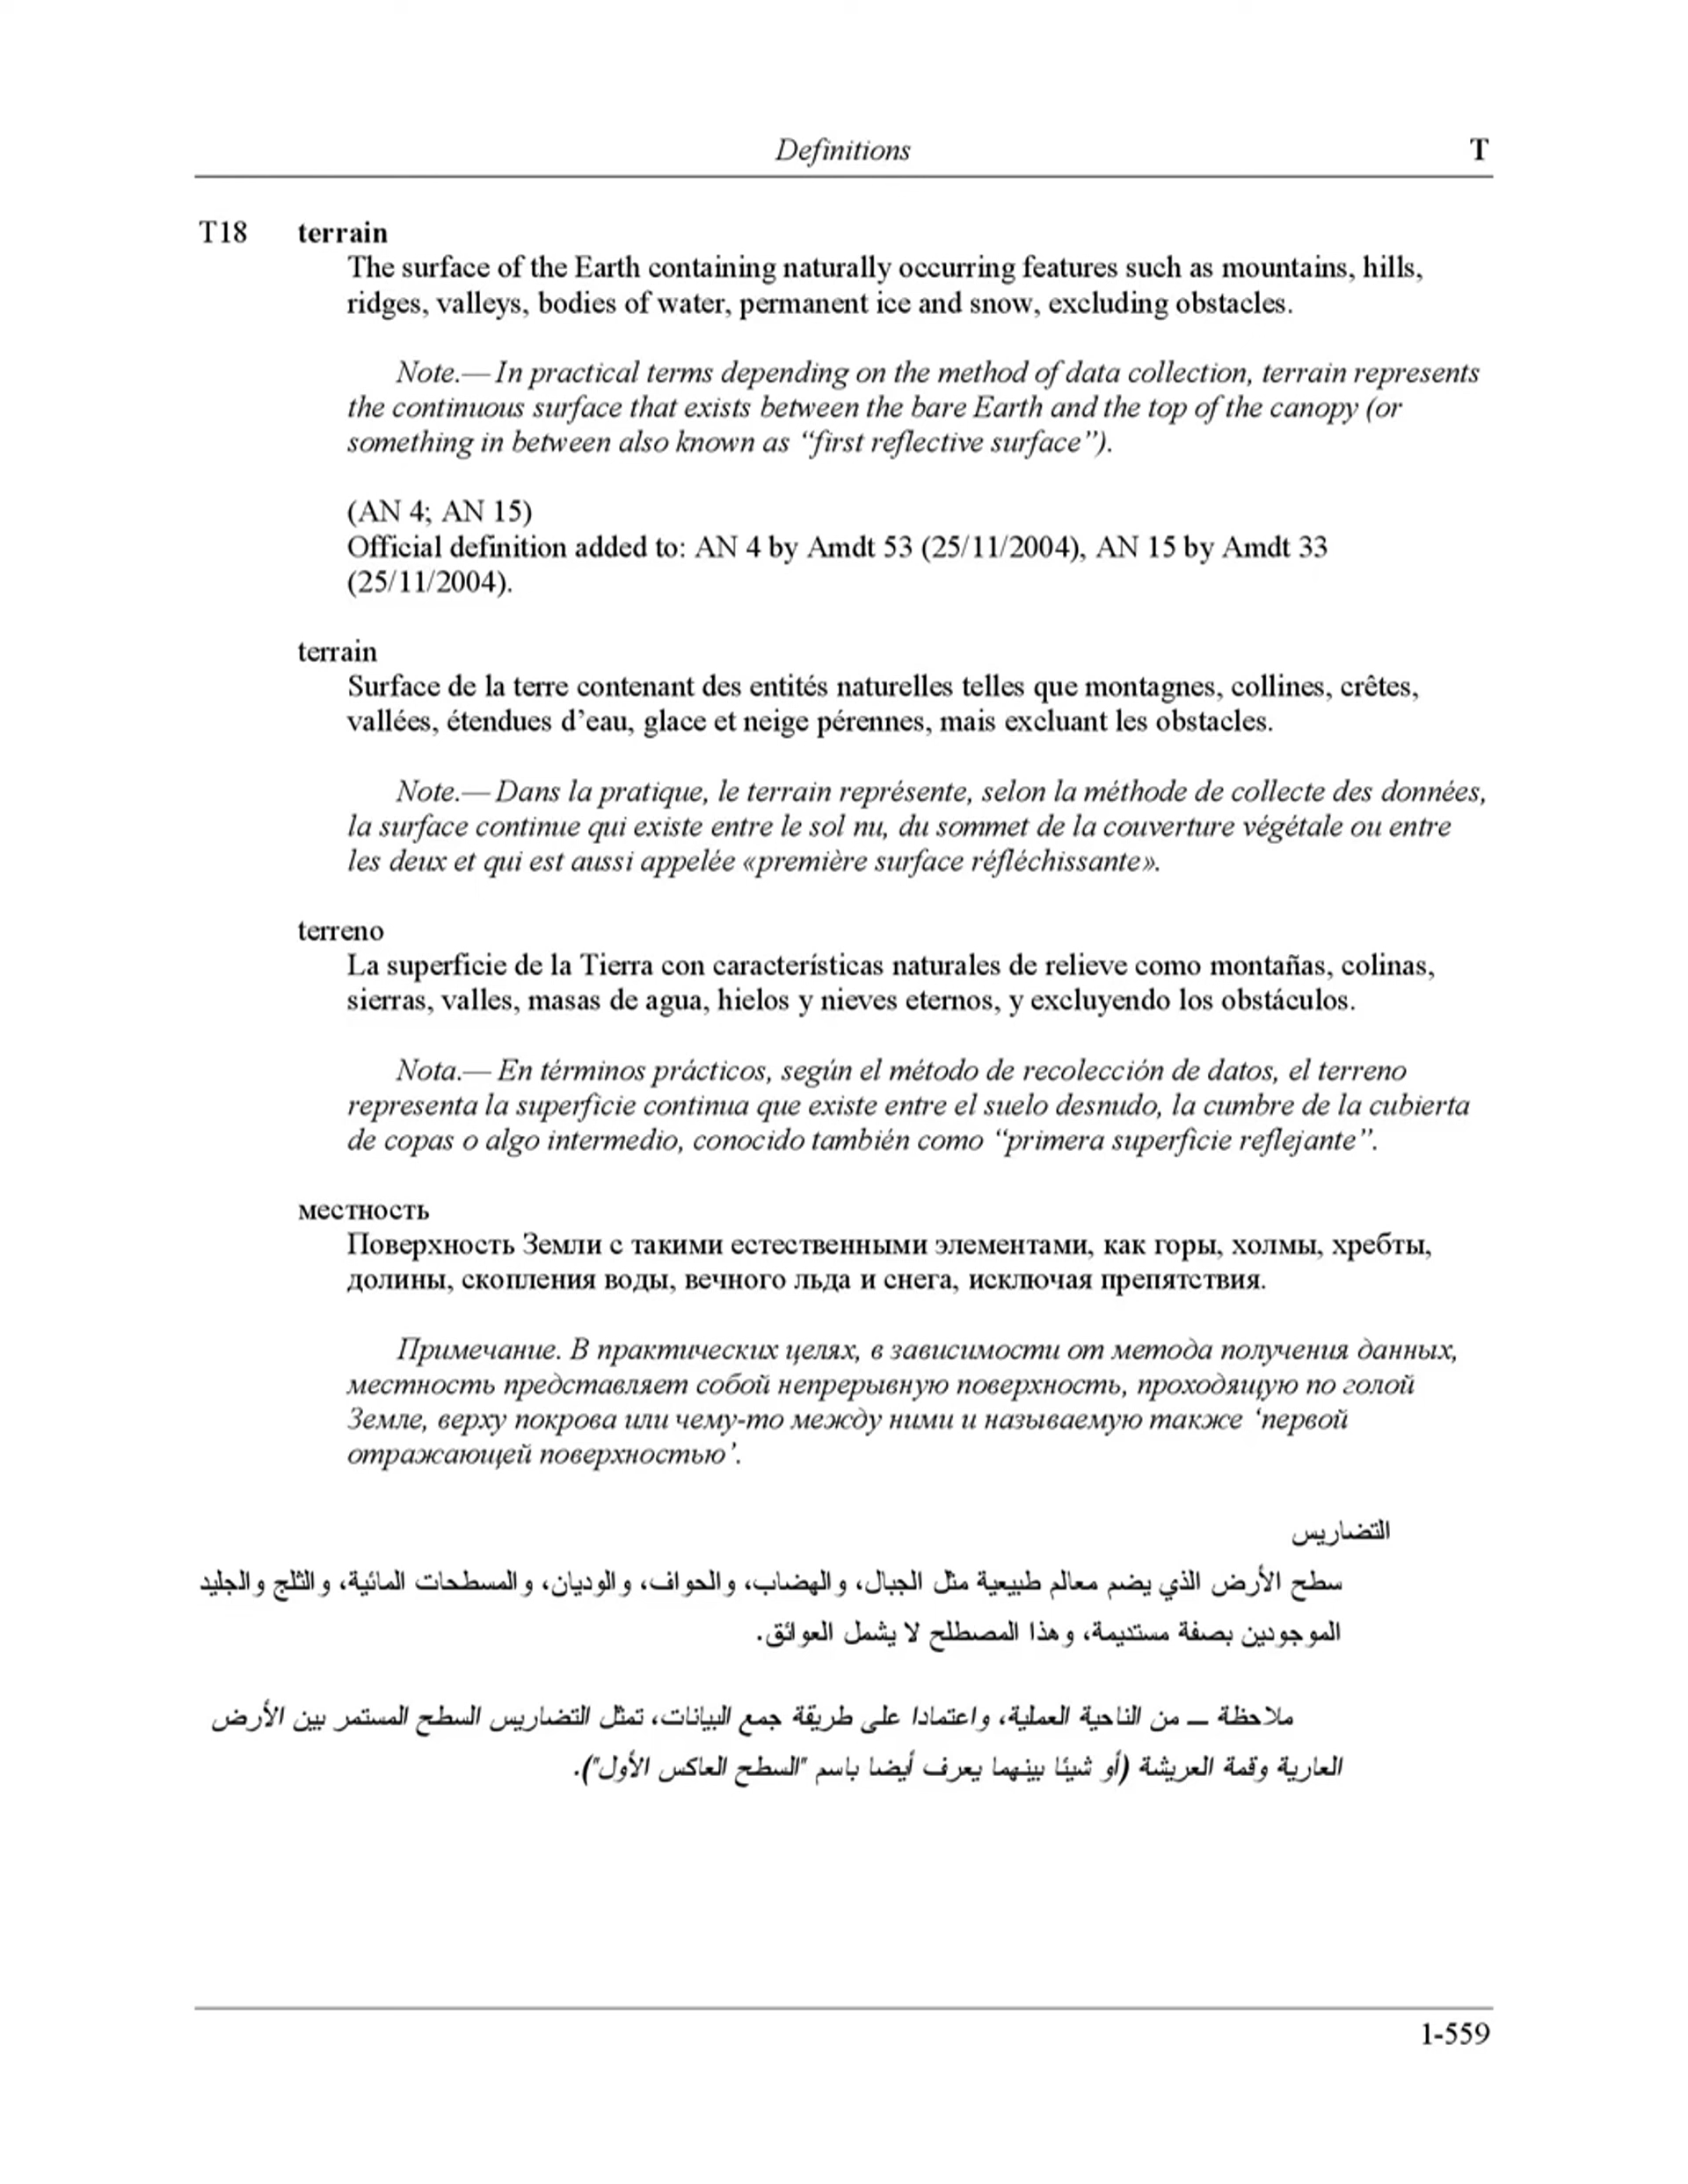 Definitions T
T18 terrain
The surface of the Earth containing naturally occurring features such as mountains, hills,
ridges, valleys, bodies of water, permanent ice and snow, excluding obstacles.
Note.— In practical terms depending on the method of data collection, terrain represents
the continuous surface that exists between the bare Earth and the top of the canopy (or
something in between also known as “first reflective surface”).
(AN 4; AN 15)
Official definition added to: AN 4 by Amdt 53 (25/11/2004), AN 15 by Amdt 33
(25/11/2004).
terrain
Surface de la terre contenant des entités naturelles telles que montagnes, collines, crêtes,
vallées, étendues d’eau, glace et neige pérennes, mais excluant les obstacles.
Note.— Dans la pratique, le terrain représente, selon la méthode de collecte des données,
la surface continue qui existe entre le sol nu, du sommet de la couverture végétale ou entre
les deux et qui est aussi appelée «première surface réfléchissante».
terreno
La superficie de la Tierra con características naturales de relieve como montañas, colinas,
sierras, valles, masas de agua, hielos y nieves eternos, y excluyendo los obstáculos.
Nota.— En términos prácticos, según el método de recolección de datos, el terreno
representa la superficie continua que existe entre el suelo desnudo, la cumbre de la cubierta
de copas o algo intermedio, conocido también como “primera superficie reflejante”.
местность
Поверхность Земли с такими естественными элементами, как горы, холмы, хребты,
долины, скопления воды, вечного льда и снега, исключая препятствия.
Примечание. В практических целях, в зависимости от метода получения данных,
местность представляет собой непрерывную поверхность, проходящую по голой
Земле, верху покрова или чему-то между ними и называемую также ‘первой
отражающей поверхностью’.
التضاريس
سطح الأرض الذي يضم معالم طبيعية مثل الجبال، والهضاب، والحواف، والوديان، والمسطحات المائية، والثلج والجليد
الموجودين بصفة مستديمة، وهذا المصطلح لا يشمل العوائق.
ملاحظة ــ من الناحية العملية، واعتمادا على طريقة جمع البيانات، تمثل التضاريس السطح المستمر بين الأرض
العارية وقمة العريشة (أو شيئا بينهما يعرف أيضا باسم "السطح العاكس الأول").
1-559